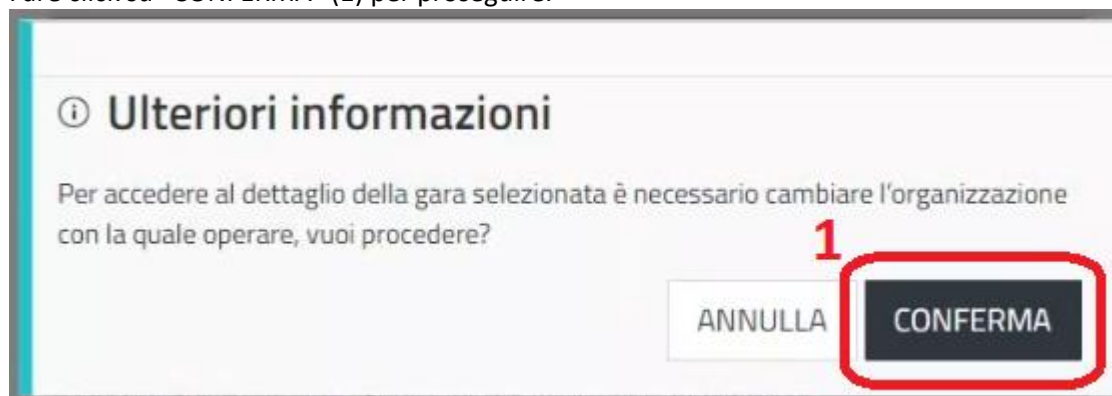 Ulteriori informazioni
Per accedere al dettaglio della gara selezionata è necessario cambiare l'organizzazione
con la quale operare, vuoi procedere?
1
ANNULLA
CONFERMA